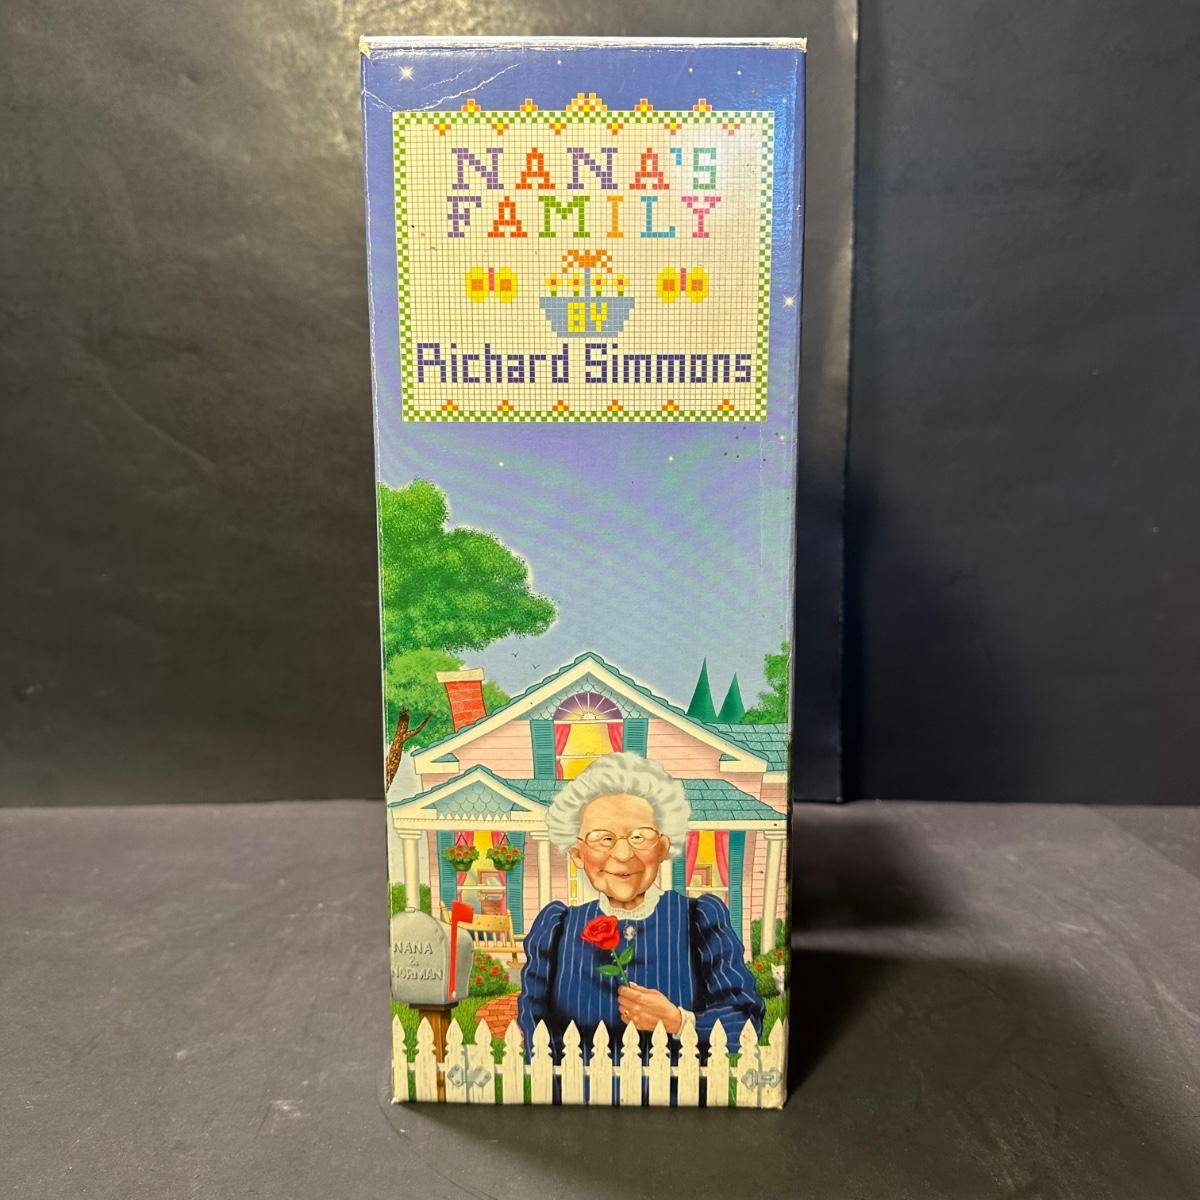 NANA'S
FAMILY
BY
Richard Simmons
NANA
&
NORMAN